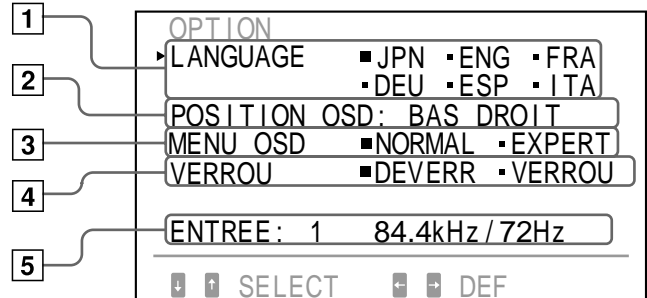 OPTION
LANGUAGE ■JPN ▪ENG ▪FRA
▪DEU ▪ESP ▪ITA
POSITION OSD: BAS DROIT
MENU OSD ■NORMAL ▪EXPERT
VERROU ■DEVERR ▪VERROU
ENTREE: 1 84.4kHz/72Hz
↓ ↑ SELECT ← → DEF
1
2
3
4
5